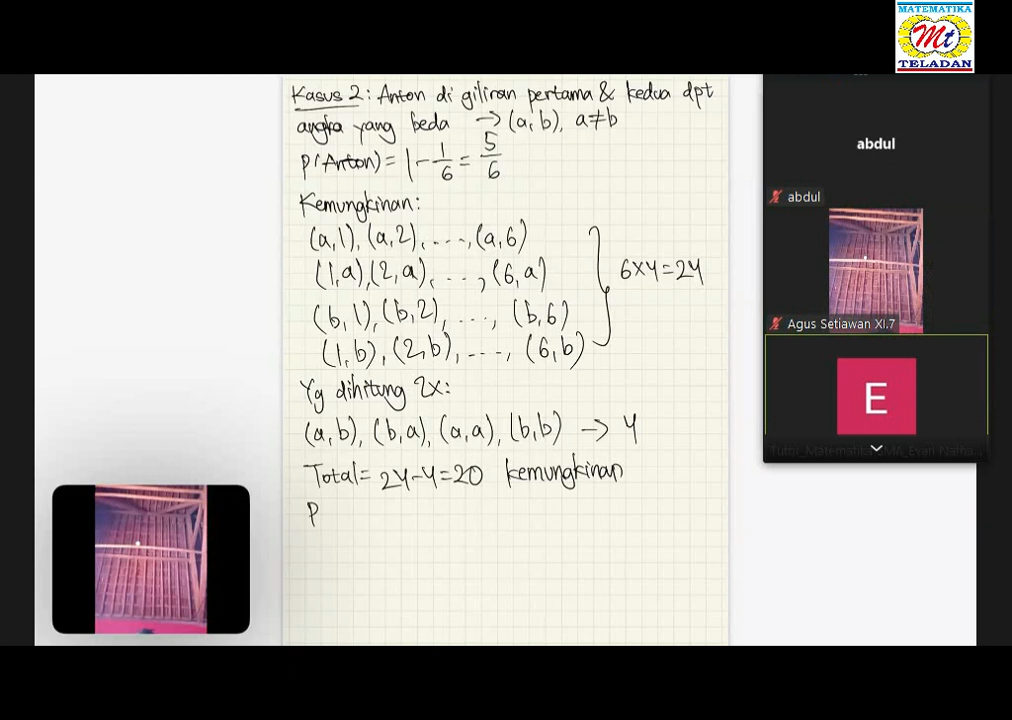 MATEMATIKA
Mt
TELADAN
Kasus 2: Anton di giliran pertama & kedua dpt
angka yang beda → (a,b), a≠b
P(Anton) = 1 - 1/6 = 5/6
Kemungkinan:
(a,1), (a,2), ...., (a,6)
(1,a), (2,a), ..., (6,a)
(b,1), (b,2), ..., (b,6)
(1,b), (2,b), ...., (6,b)
6x4=24
Yg dihitung 2x:
(a,b), (b,a), (a,a), (b,b) → 4
Total = 24-4=20 kemungkinan
P
abdul
abdul
Agus Setiawan XI.7
E